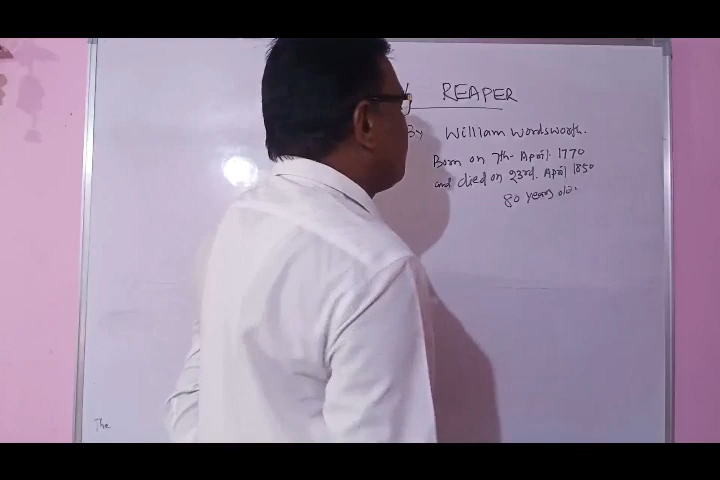 REAPER
By William Wordsworth.
Born on 7th- April. 1770
and died on 23rd. April 1850
80 years old.
The